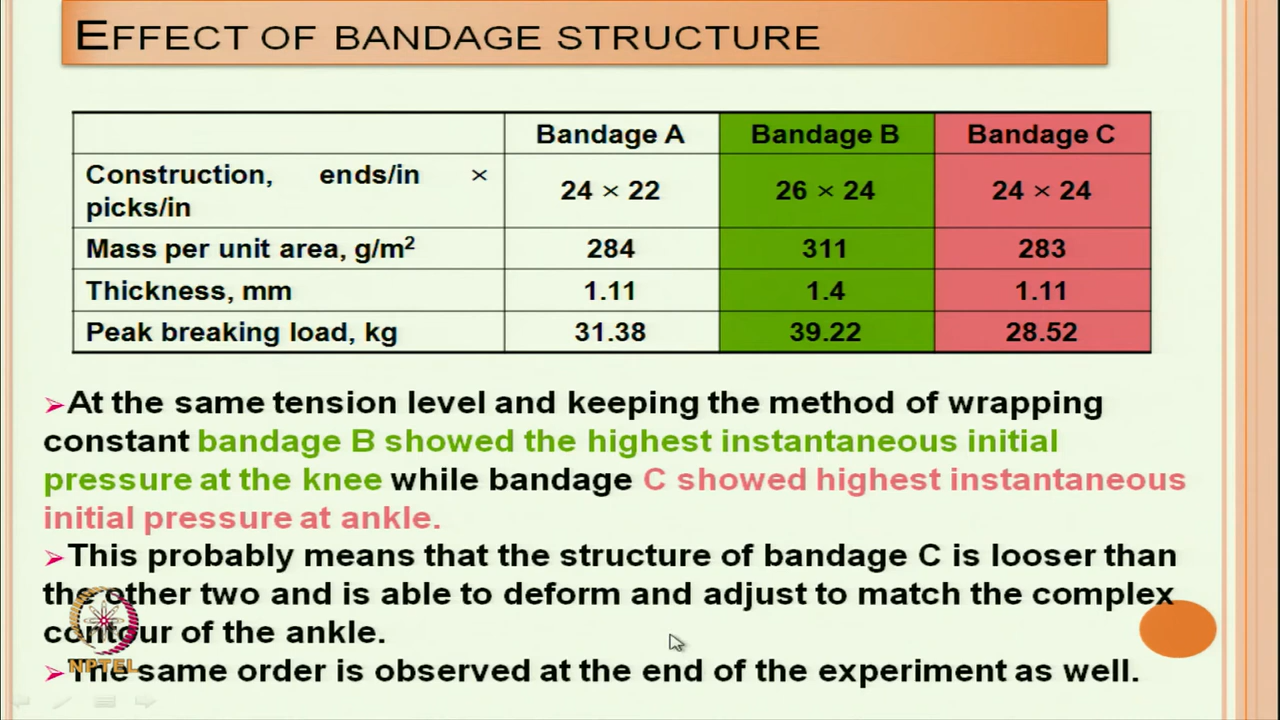 EFFECT OF BANDAGE STRUCTURE
Bandage A Bandage B Bandage C
Construction, ends/in ×
picks/in
24 × 22 26 × 24 24 × 24
Mass per unit area, g/m² 284 311 283
Thickness, mm 1.11 1.4 1.11
Peak breaking load, kg 31.38 39.22 28.52
➢At the same tension level and keeping the method of wrapping
constant bandage B showed the highest instantaneous initial
pressure at the knee while bandage C showed highest instantaneous
initial pressure at ankle.
➢This probably means that the structure of bandage C is looser than
the other two and is able to deform and adjust to match the complex
contour of the ankle.
➢The same order is observed at the end of the experiment as well.
NPTEL